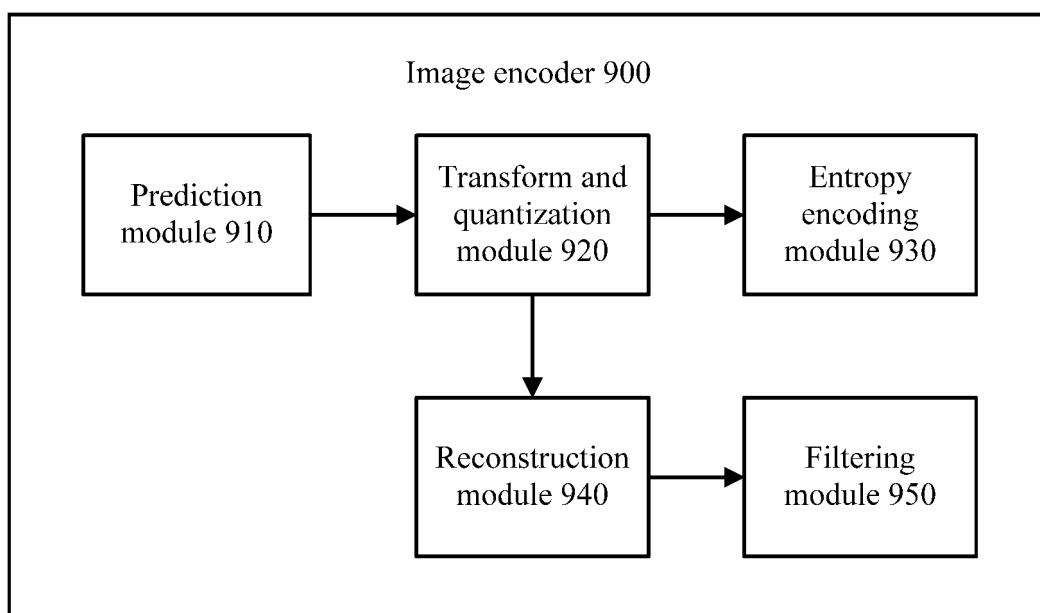 Image encoder 900
Prediction
module 910
Transform and
quantization
module 920
Entropy
encoding
module 930
Reconstruction
module 940
Filtering
module 950